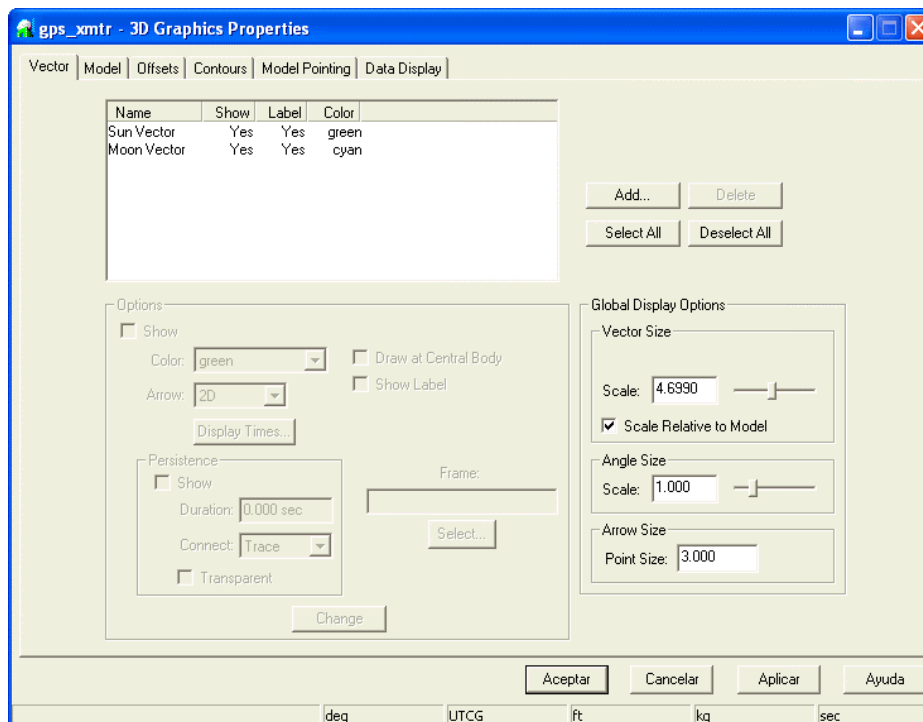 gps_xmtr - 3D Graphics Properties
Vector Model Offsets Contours Model Pointing Data Display
Name Show Label Color
Sun Vector Yes Yes green
Moon Vector Yes Yes cyan
Add... Delete
Select All Deselect All
Options
Show
Color: green
Draw at Central Body
Arrow: 2D
Show Label
Display Times...
Persistence
Show
Duration: 0.000 sec
Connect: Trace
Transparent
Frame:
Select...
Change
Global Display Options
Vector Size
Scale: 4.6990
Scale Relative to Model
Angle Size
Scale: 1.000
Arrow Size
Point Size: 3.000
Aceptar Cancelar Aplicar Ayuda
deg UTCG ft kg sec